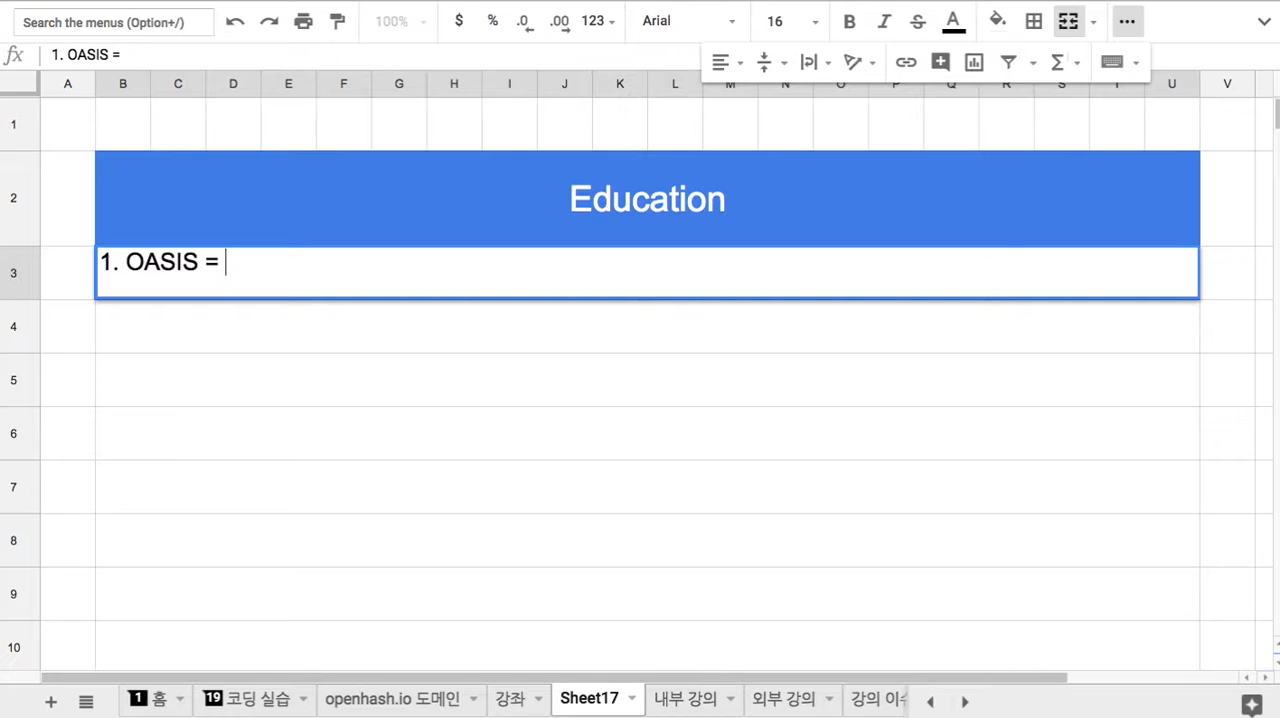 Search the menus (Option+/) 100% $ % .0 .00 123 Arial 16 B I S A
fx 1. OASIS =
A B C D E F G H I J K L M N O P Q R S T U V
1
2 Education
3 1. OASIS =
4
5
6
7
8
9
10
1 홈 19 코딩 실습 openhash.io 도메인 강좌 Sheet17 내부 강의 외부 강의 강의 이수